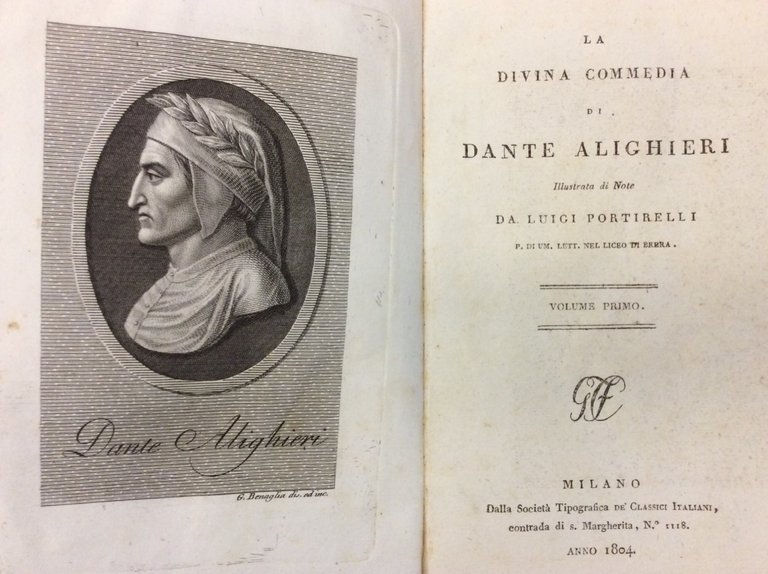 Dante Alighieri
G. Benaglia dis. ed inc.
LA
DIVINA COMMEDIA
DI
DANTE ALIGHIERI
Illustrata di Note
DA LUIGI PORTIRELLI
P. DI UM. LETT. NEL LICEO DI BRERA.
VOLUME PRIMO.
MILANO
Dalla Società Tipografica DE' CLASSICI ITALIANI,
contrada di s. Margherita, N.º 1118.
ANNO 1804.